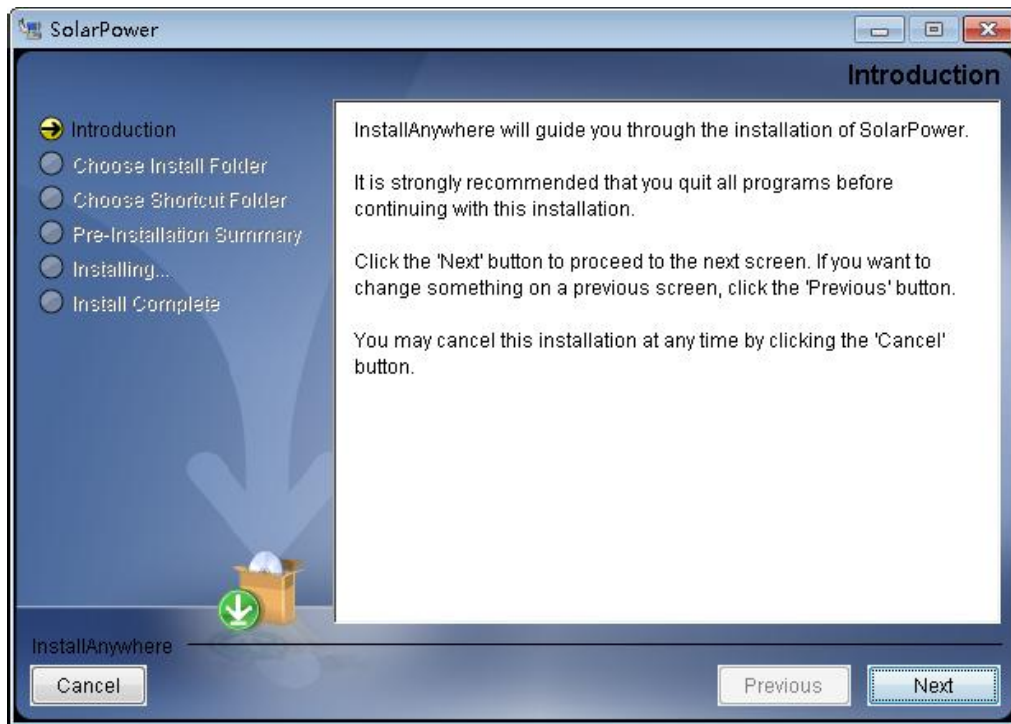 SolarPower
Introduction
Introduction
Choose Install Folder
Choose Shortcut Folder
Pre-Installation Summary
Installing...
Install Complete
InstallAnywhere will guide you through the installation of SolarPower.
It is strongly recommended that you quit all programs before
continuing with this installation.
Click the 'Next' button to proceed to the next screen. If you want to
change something on a previous screen, click the 'Previous' button.
You may cancel this installation at any time by clicking the 'Cancel'
button.
InstallAnywhere
Cancel
Previous
Next